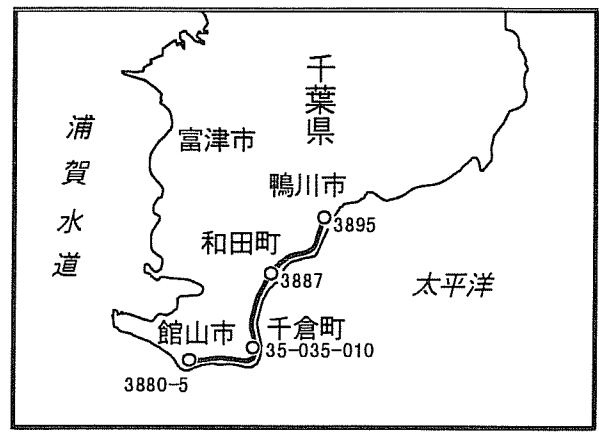 千葉県
浦賀水道
富津市
鴨川市
3895
和田町
3887
太平洋
館山市
千倉町
35-035-010
3880-5